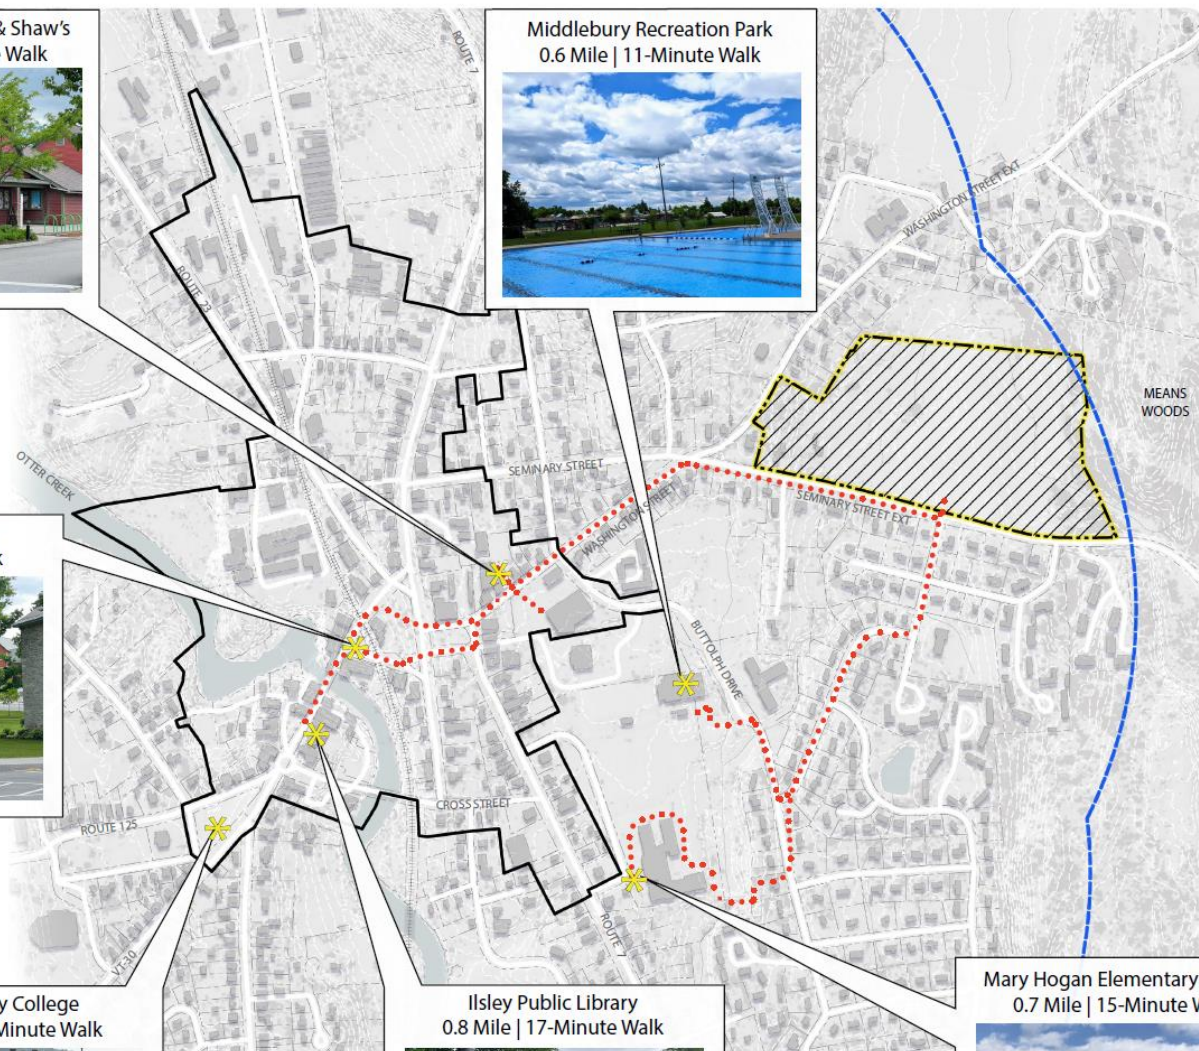 & Shaw's
Walk
Middlebury Recreation Park
0.6 Mile | 11-Minute Walk
ROUTE 7
WASHINGTON STREET EXT
ROUTE 23
MEANS
WOODS
SEMINARY STREET
OTTER CREEK
WASHINGTON STREET
SEMINARY STREET EXT
BUTTOLPH DRIVE
CROSS STREET
ROUTE 125
ROUTE 7
VT-30
y College
Minute Walk
Ilsley Public Library
0.8 Mile | 17-Minute Walk
Mary Hogan Elementary
0.7 Mile | 15-Minute W